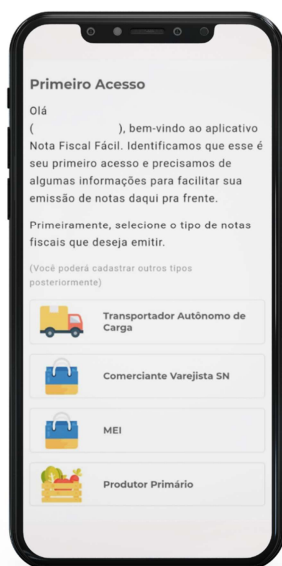 Primeiro Acesso
Olá
( ), bem-vindo ao aplicativo
Nota Fiscal Fácil. Identificamos que esse é
seu primeiro acesso e precisamos de
algumas informações para facilitar sua
emissão de notas daqui pra frente.
Primeiramente, selecione o tipo de notas
fiscais que deseja emitir.
(Você poderá cadastrar outros tipos
posteriormente)
Transportador Autônomo de
Carga
Comerciante Varejista SN
MEI
Produtor Primário